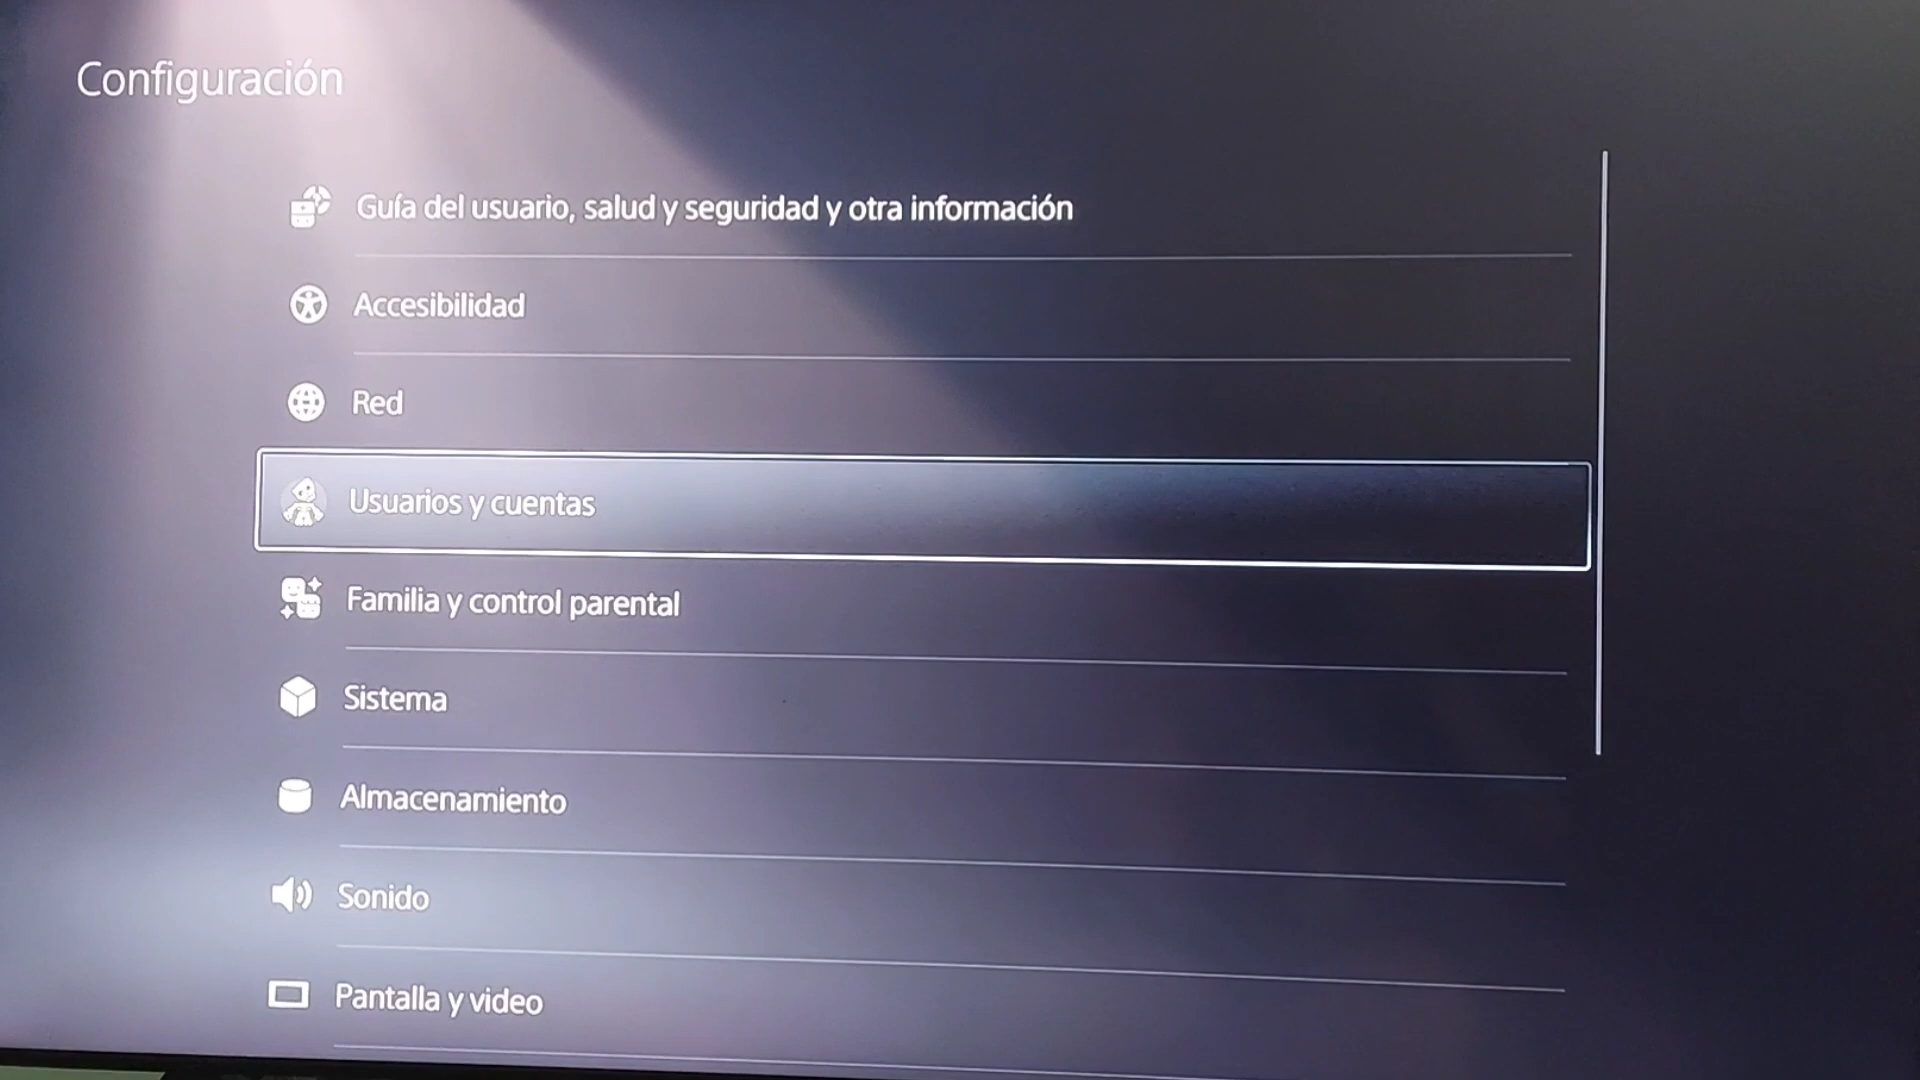 Configuración
Guía del usuario, salud y seguridad y otra información
Accesibilidad
Red
Usuarios y cuentas
Familia y control parental
Sistema
Almacenamiento
Sonido
Pantalla y video